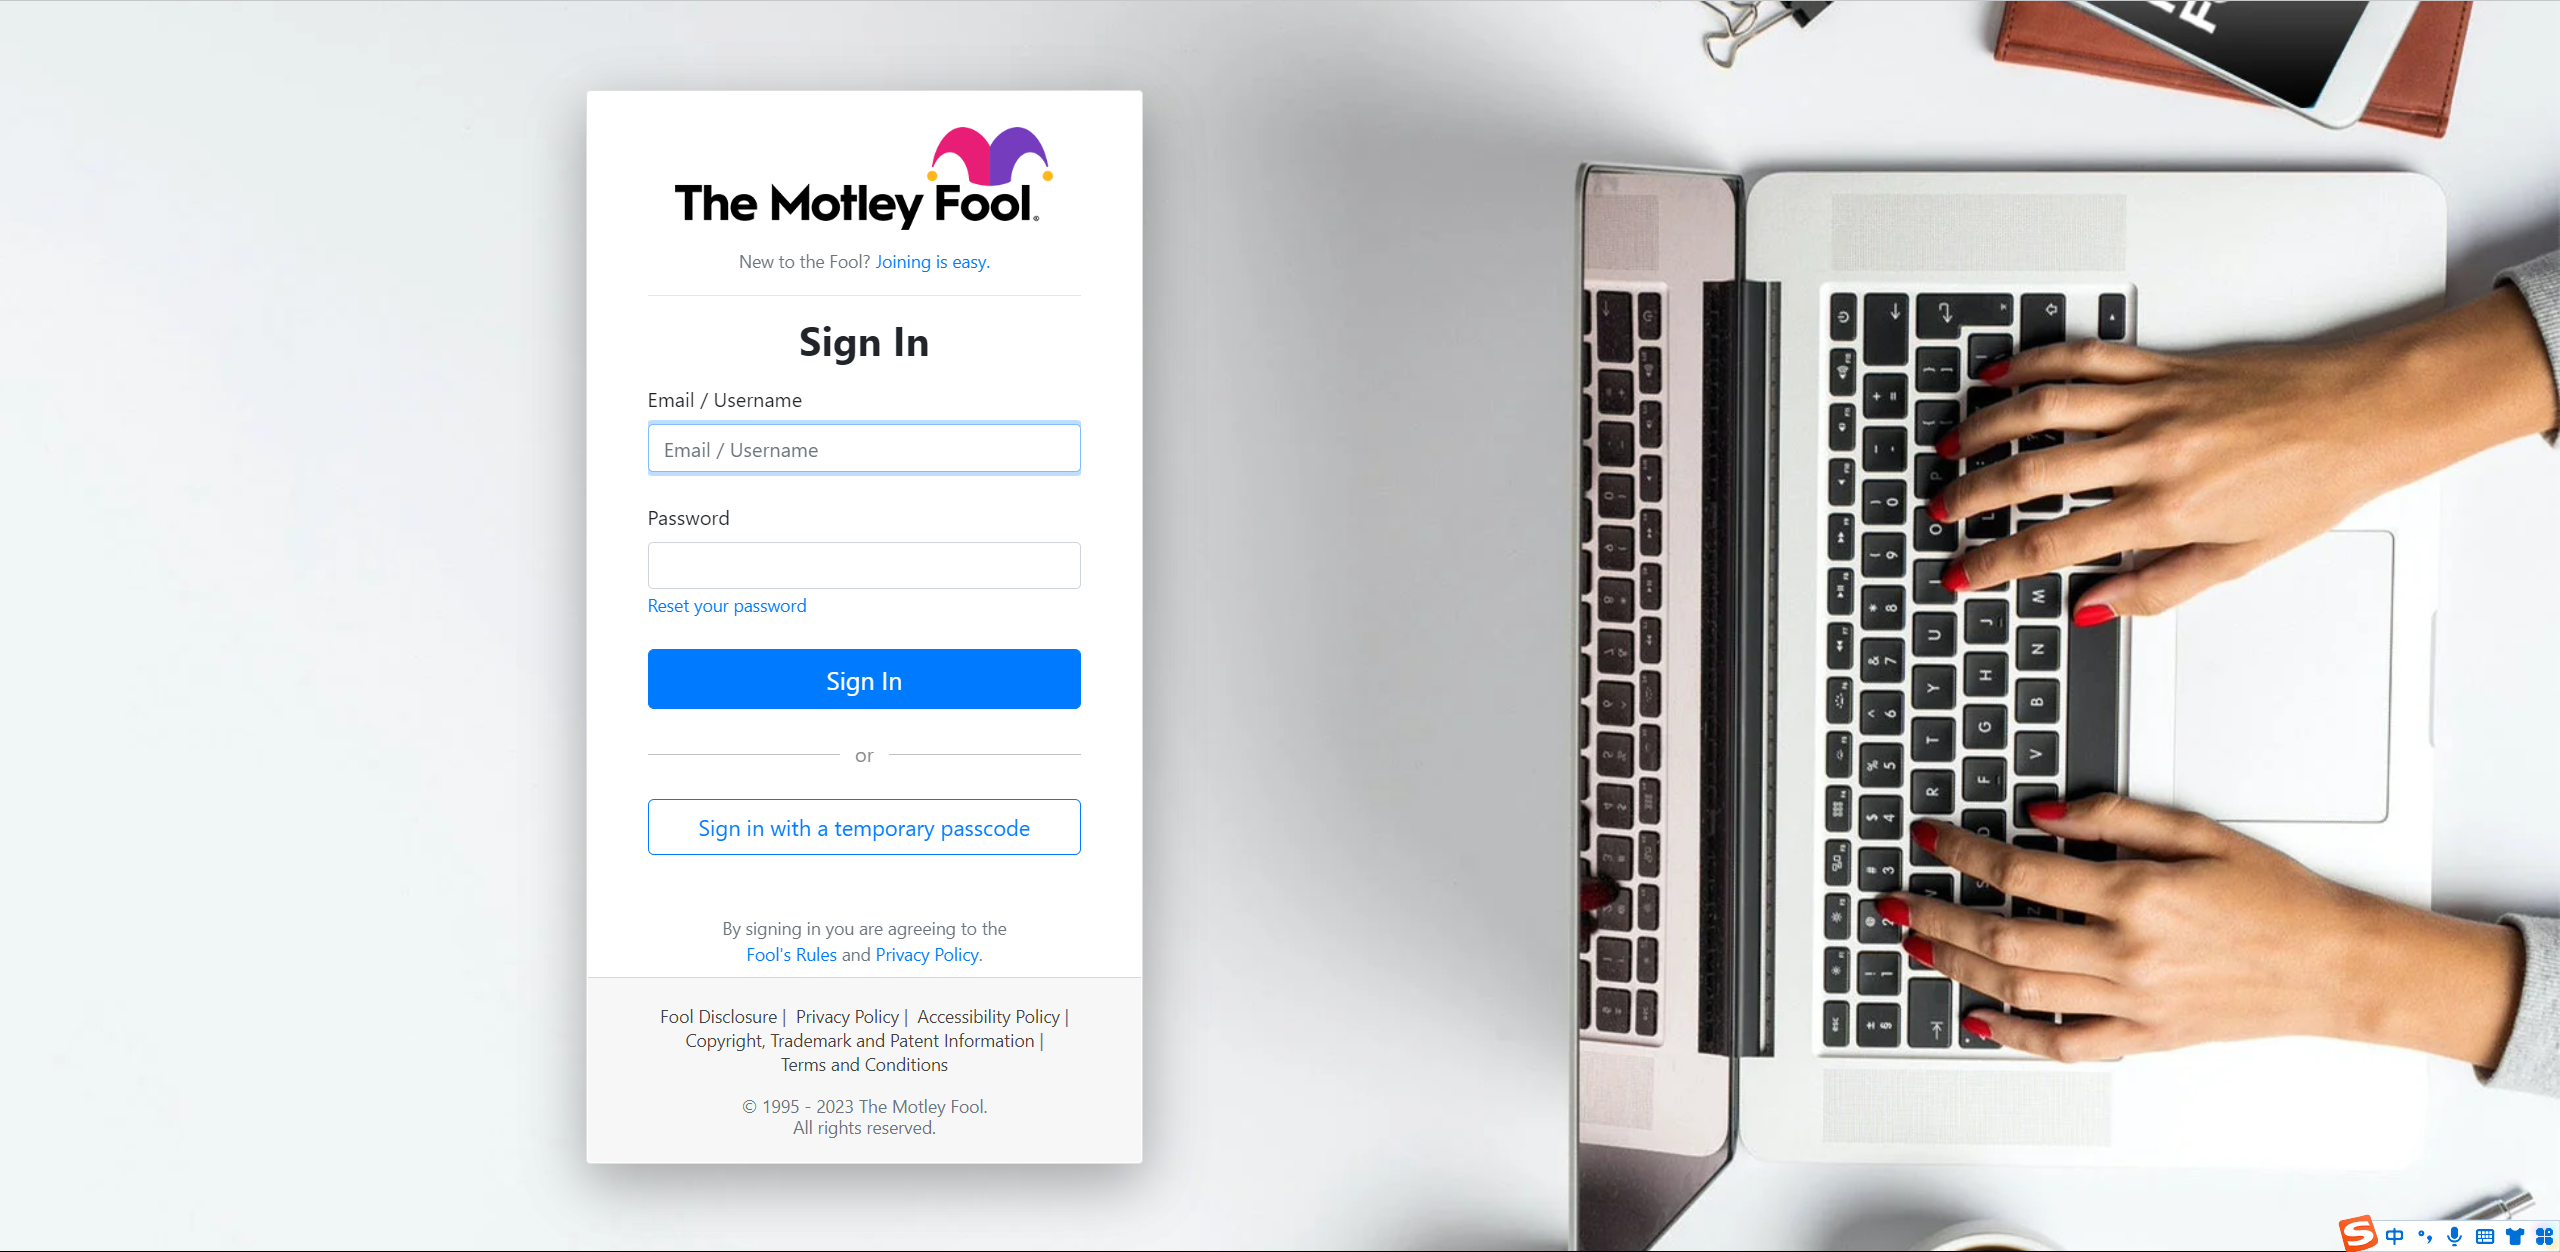 The Motley Fool®
New to the Fool? Joining is easy.
Sign In
Email / Username
Email / Username
Password
Reset your password
Sign In
or
Sign in with a temporary passcode
By signing in you are agreeing to the
Fool's Rules and Privacy Policy.
Fool Disclosure | Privacy Policy | Accessibility Policy |
Copyright, Trademark and Patent Information |
Terms and Conditions
© 1995 - 2023 The Motley Fool.
All rights reserved.
中